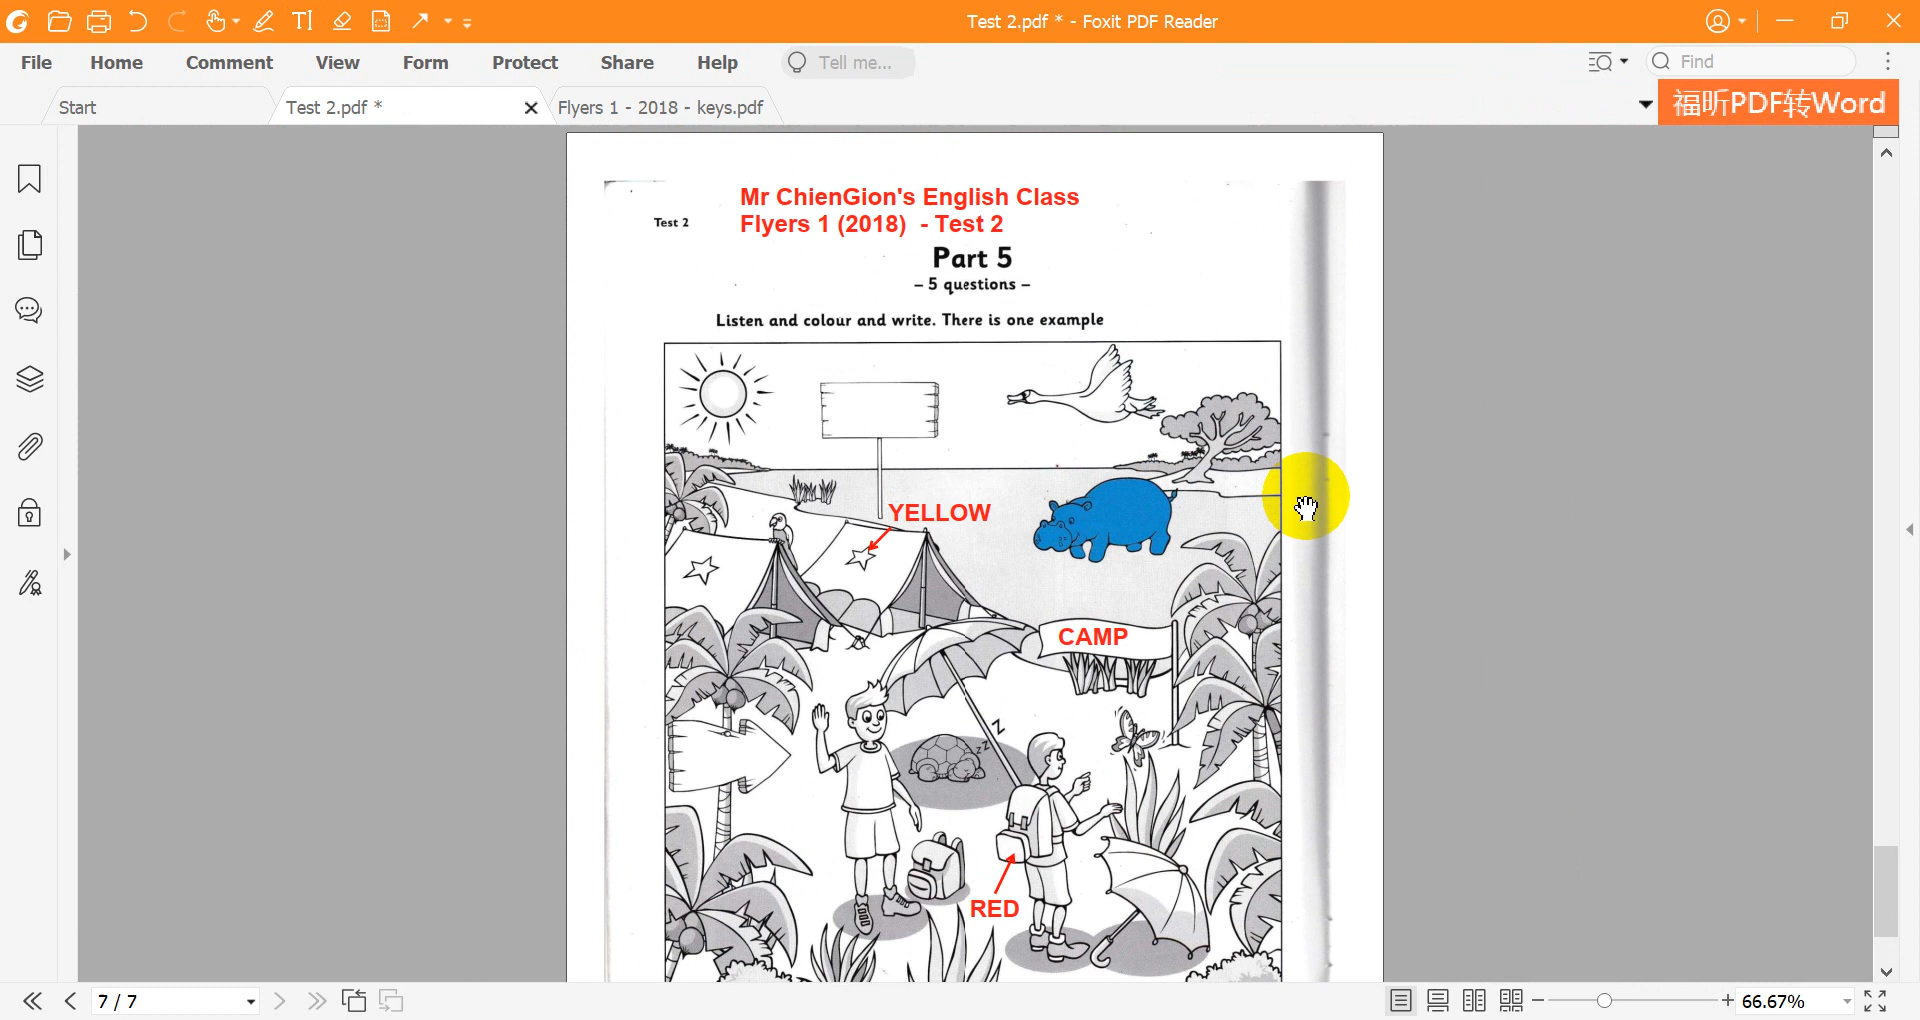 Test 2.pdf * - Foxit PDF Reader
File Home Comment View Form Protect Share Help Tell me... Find
Start Test 2.pdf * Flyers 1 - 2018 - keys.pdf 福昕PDF转Word
Mr ChienGion's English Class
Test 2 Flyers 1 (2018) - Test 2
Part 5
– 5 questions –
Listen and colour and write. There is one example
YELLOW
CAMP
z z Z
RED
7 / 7 66.67%